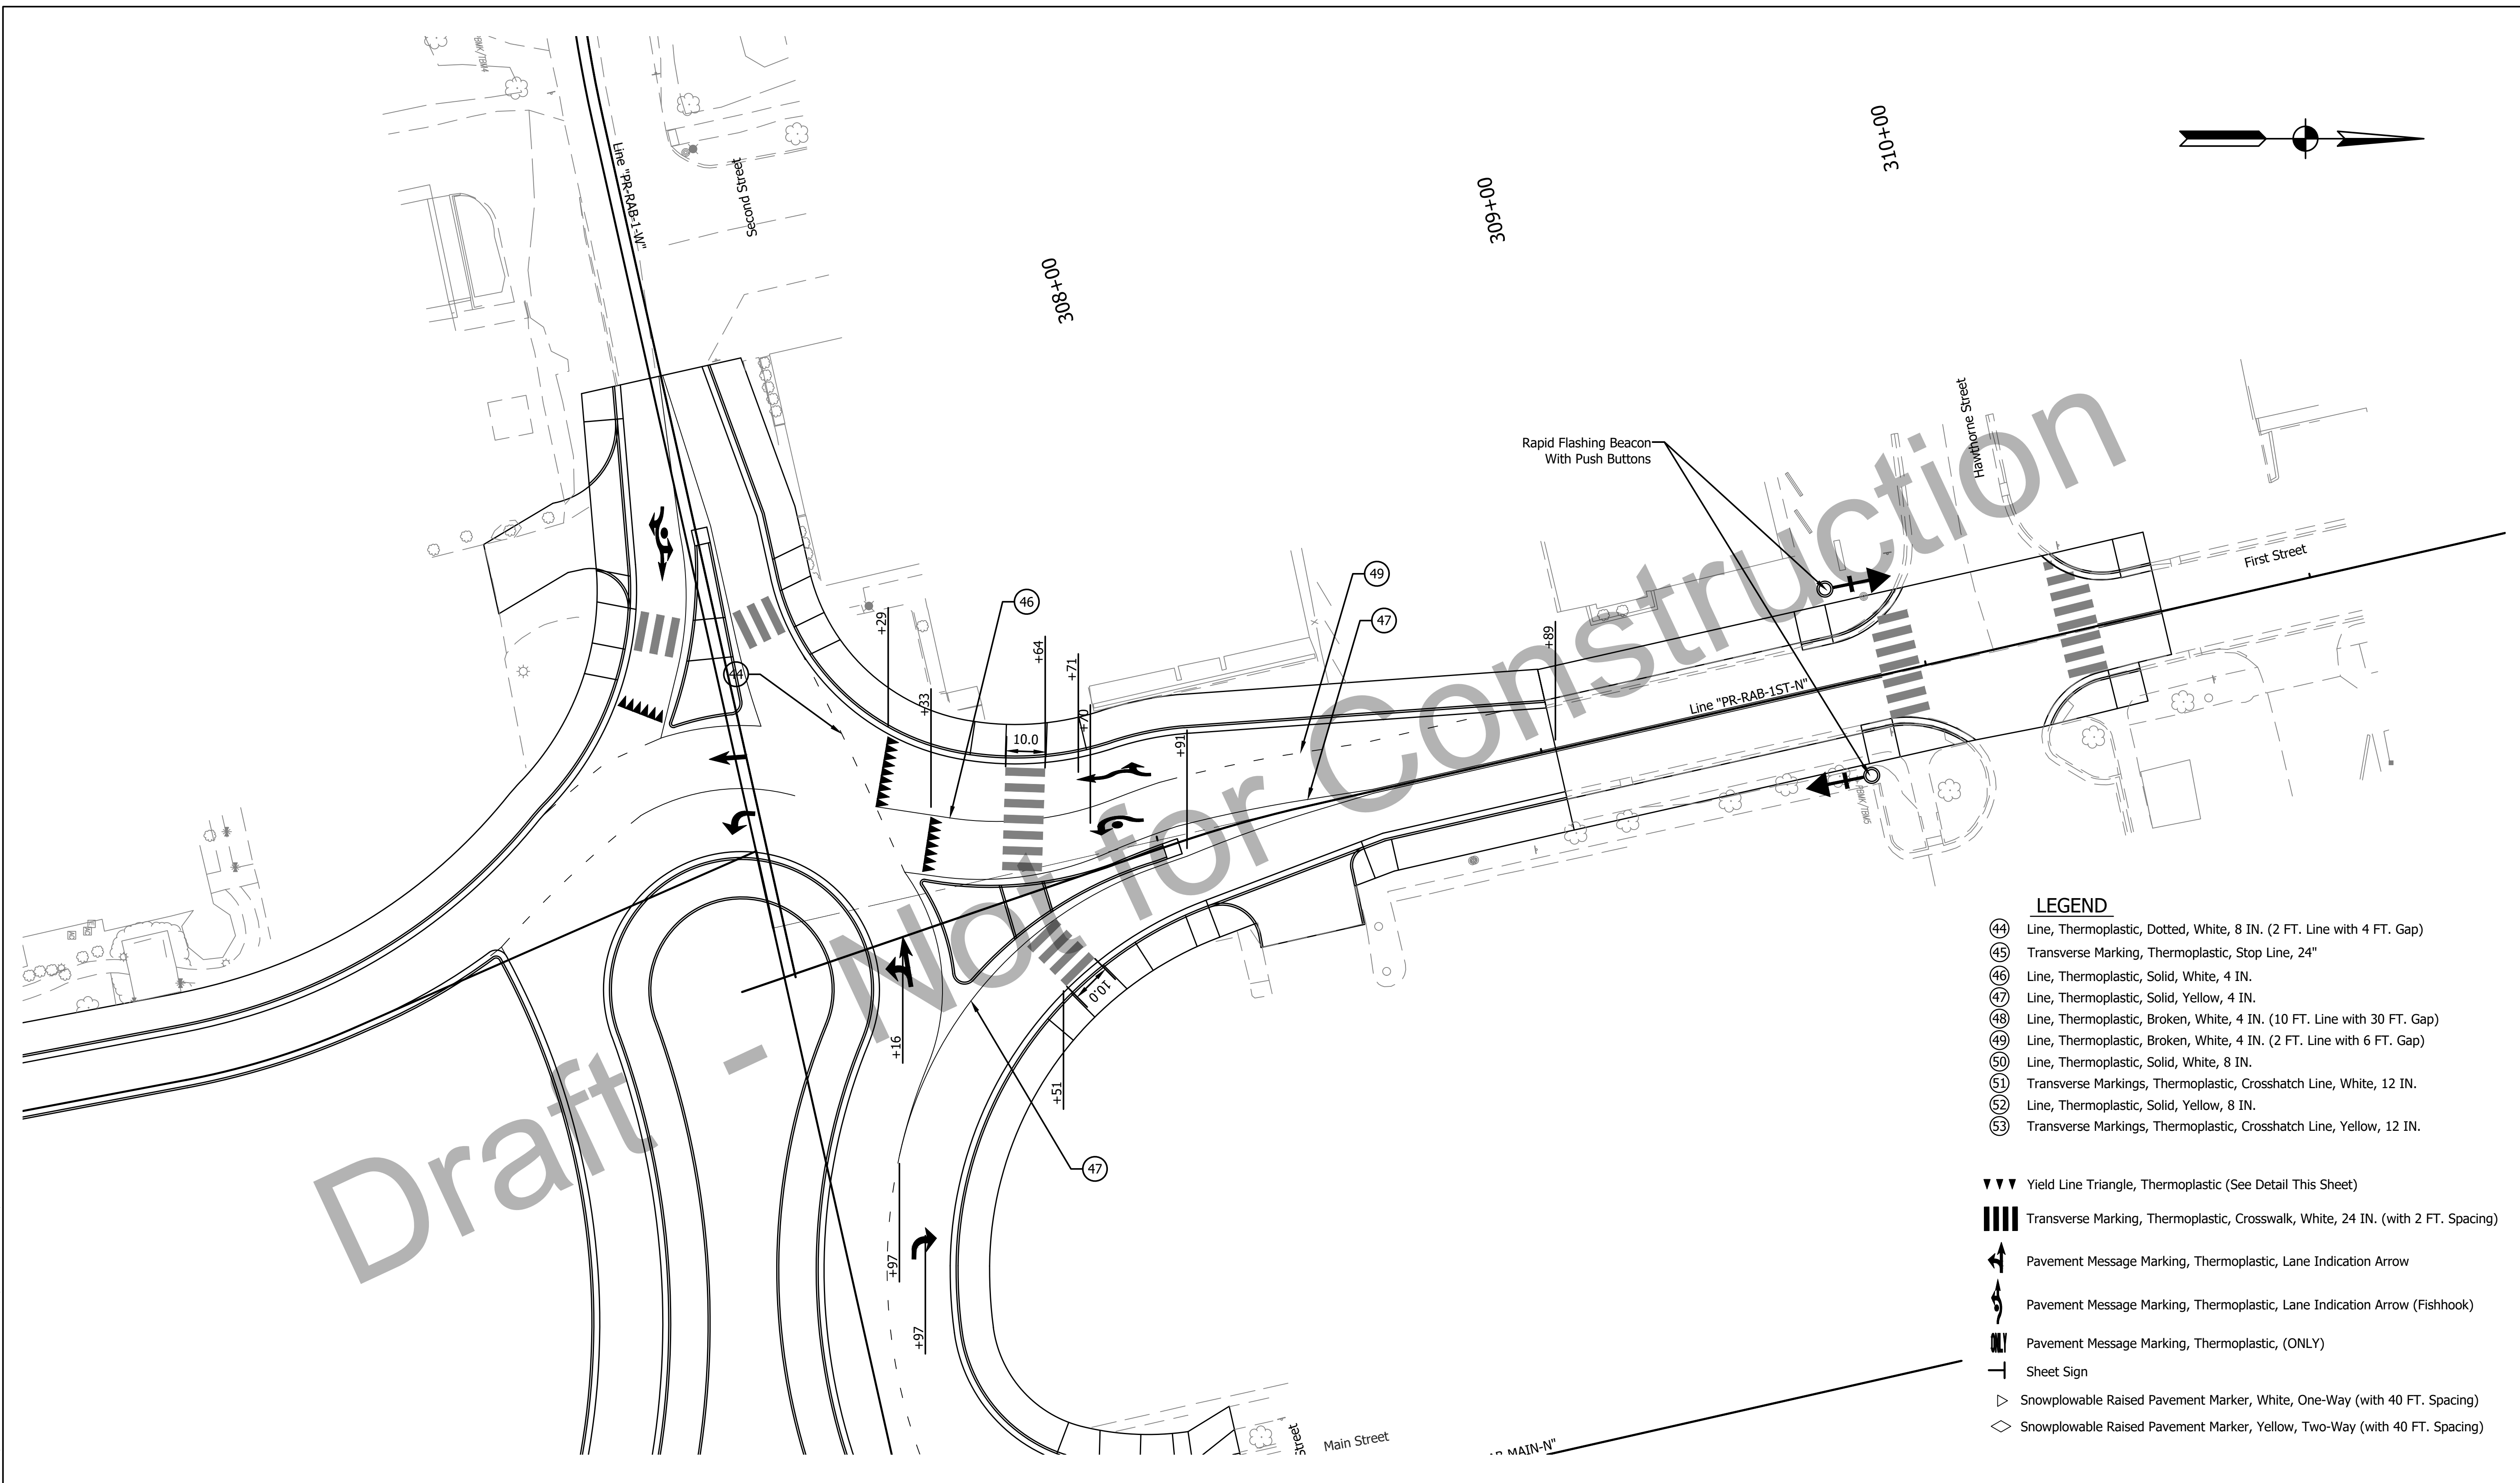 HBMK/TBM4
Line "PR-RAB-1-W"
Second Street
308+00
309+00
310+00
Rapid Flashing Beacon
With Push Buttons
Hawthorne Street
First Street
Line "PR-RAB-1ST-N"
HBMK/TBM5
44
46
49
47
+29
+33
+64
+71
+70
+91
+89
10.0
10.0
+16
+51
47
+97
+97
Draft - Not for Construction
Street
Main Street
MAIN-N"
LEGEND
44 Line, Thermoplastic, Dotted, White, 8 IN. (2 FT. Line with 4 FT. Gap)
45 Transverse Marking, Thermoplastic, Stop Line, 24"
46 Line, Thermoplastic, Solid, White, 4 IN.
47 Line, Thermoplastic, Solid, Yellow, 4 IN.
48 Line, Thermoplastic, Broken, White, 4 IN. (10 FT. Line with 30 FT. Gap)
49 Line, Thermoplastic, Broken, White, 4 IN. (2 FT. Line with 6 FT. Gap)
50 Line, Thermoplastic, Solid, White, 8 IN.
51 Transverse Markings, Thermoplastic, Crosshatch Line, White, 12 IN.
52 Line, Thermoplastic, Solid, Yellow, 8 IN.
53 Transverse Markings, Thermoplastic, Crosshatch Line, Yellow, 12 IN.
Yield Line Triangle, Thermoplastic (See Detail This Sheet)
Transverse Marking, Thermoplastic, Crosswalk, White, 24 IN. (with 2 FT. Spacing)
Pavement Message Marking, Thermoplastic, Lane Indication Arrow
Pavement Message Marking, Thermoplastic, Lane Indication Arrow (Fishhook)
ONLY Pavement Message Marking, Thermoplastic, (ONLY)
Sheet Sign
Snowplowable Raised Pavement Marker, White, One-Way (with 40 FT. Spacing)
Snowplowable Raised Pavement Marker, Yellow, Two-Way (with 40 FT. Spacing)